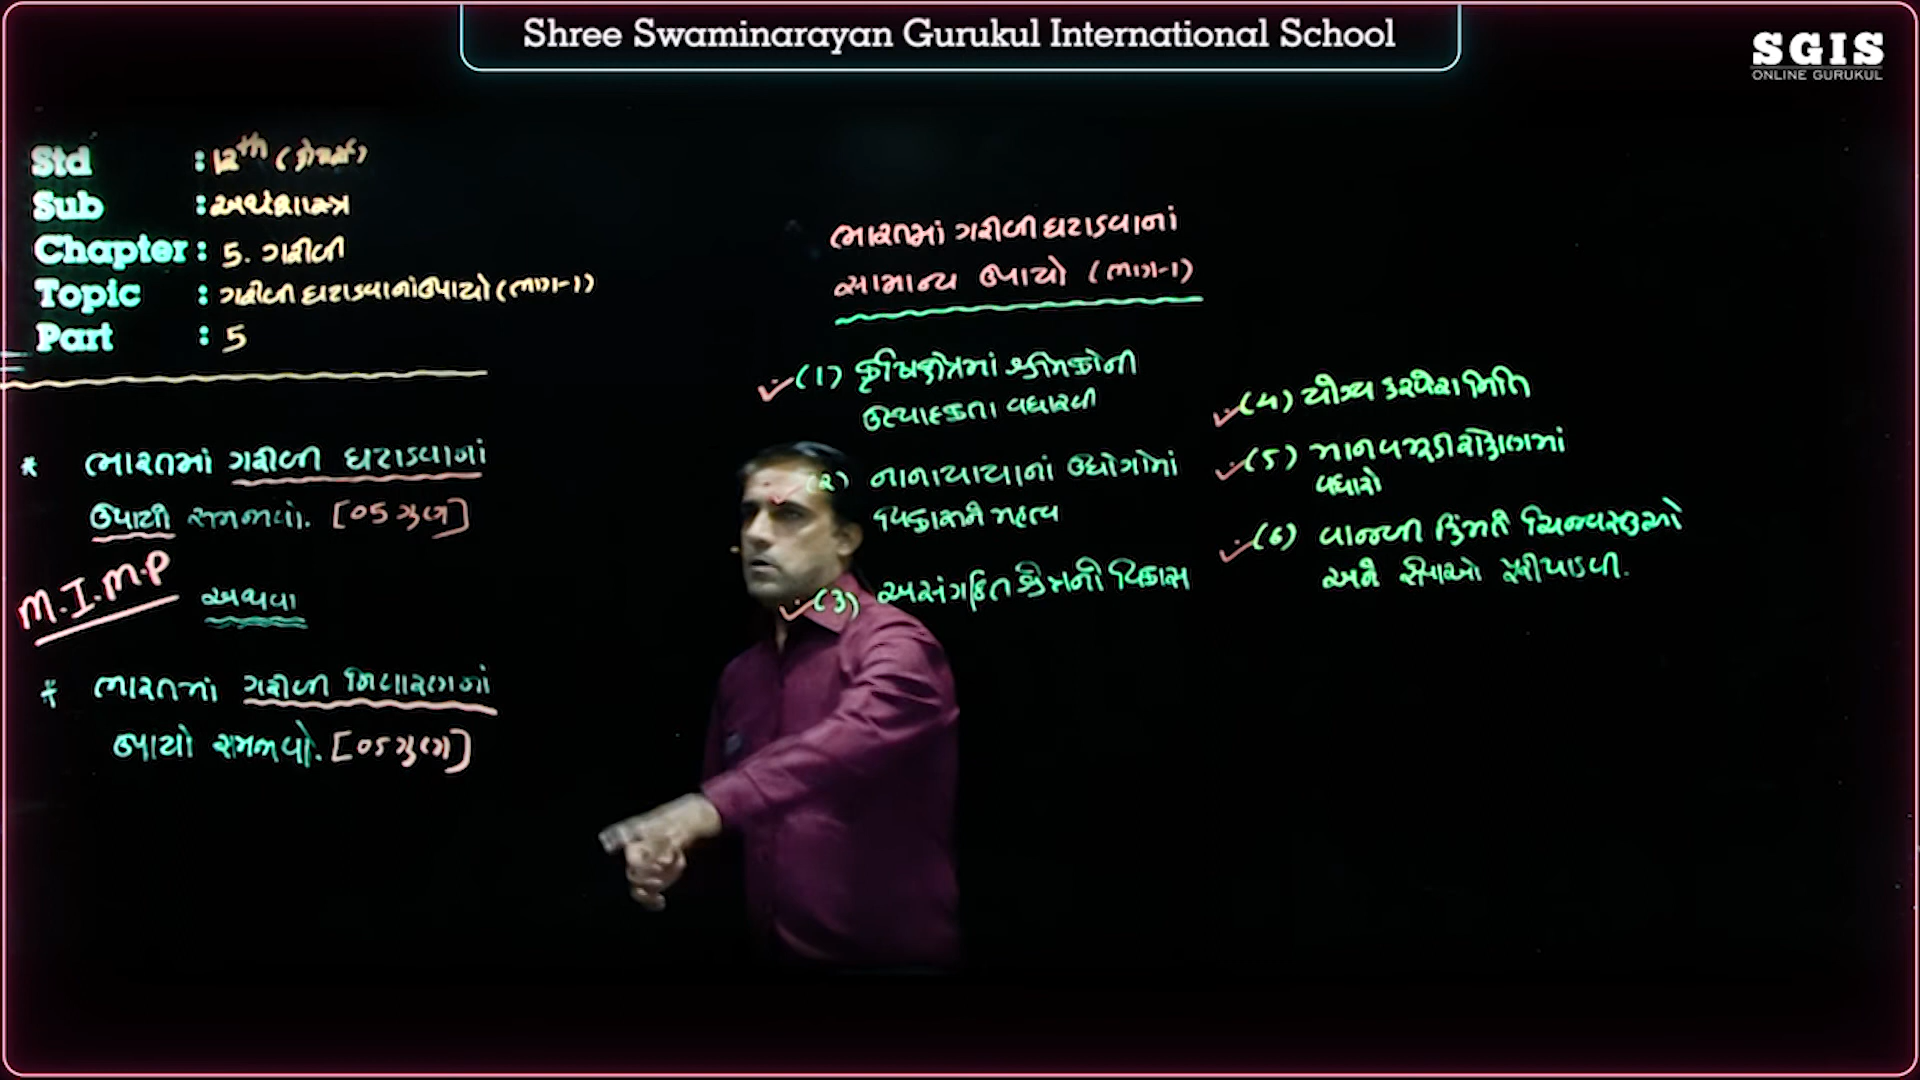 Shree Swaminarayan Gurukul International School
SGIS
ONLINE GURUKUL
Std : 12th (કોમર્સ)
Sub : અર્થશાસ્ત્ર
Chapter : 5. ગરીબી
Topic : ગરીબી ઘટાડવાનાં ઉપાયો (ભાગ-1)
Part : 5
* ભારતમાં ગરીબી ઘટાડવાનાં
ઉપાયો સમજાવો. [05 ગુણ]
M.I.M.P
અથવા
* ભારતમાં ગરીબી નિવારણનાં
ઉપાયો સમજાવો. [05 ગુણ]
ભારતમાં ગરીબી ઘટાડવાનાં
સામાન્ય ઉપાયો (ભાગ-1)
(1) કૃષિક્ષેત્રમાં શ્રમિકોની
ઉત્પાદકતા વધારવી
(2) નાનાપાયાનાં ઉદ્યોગોનાં
વિકાસને મહત્વ
(3) અસંગઠિત ક્ષેત્રનો વિકાસ
(4) યોગ્ય કરવેરાનિતિ
(5) માનવમૂડીરોકાણમાં
વધારો
(6) વાજબી કિંમતે ચિજવસ્તુઓ
અને સેવાઓ પૂરી પાડવી.